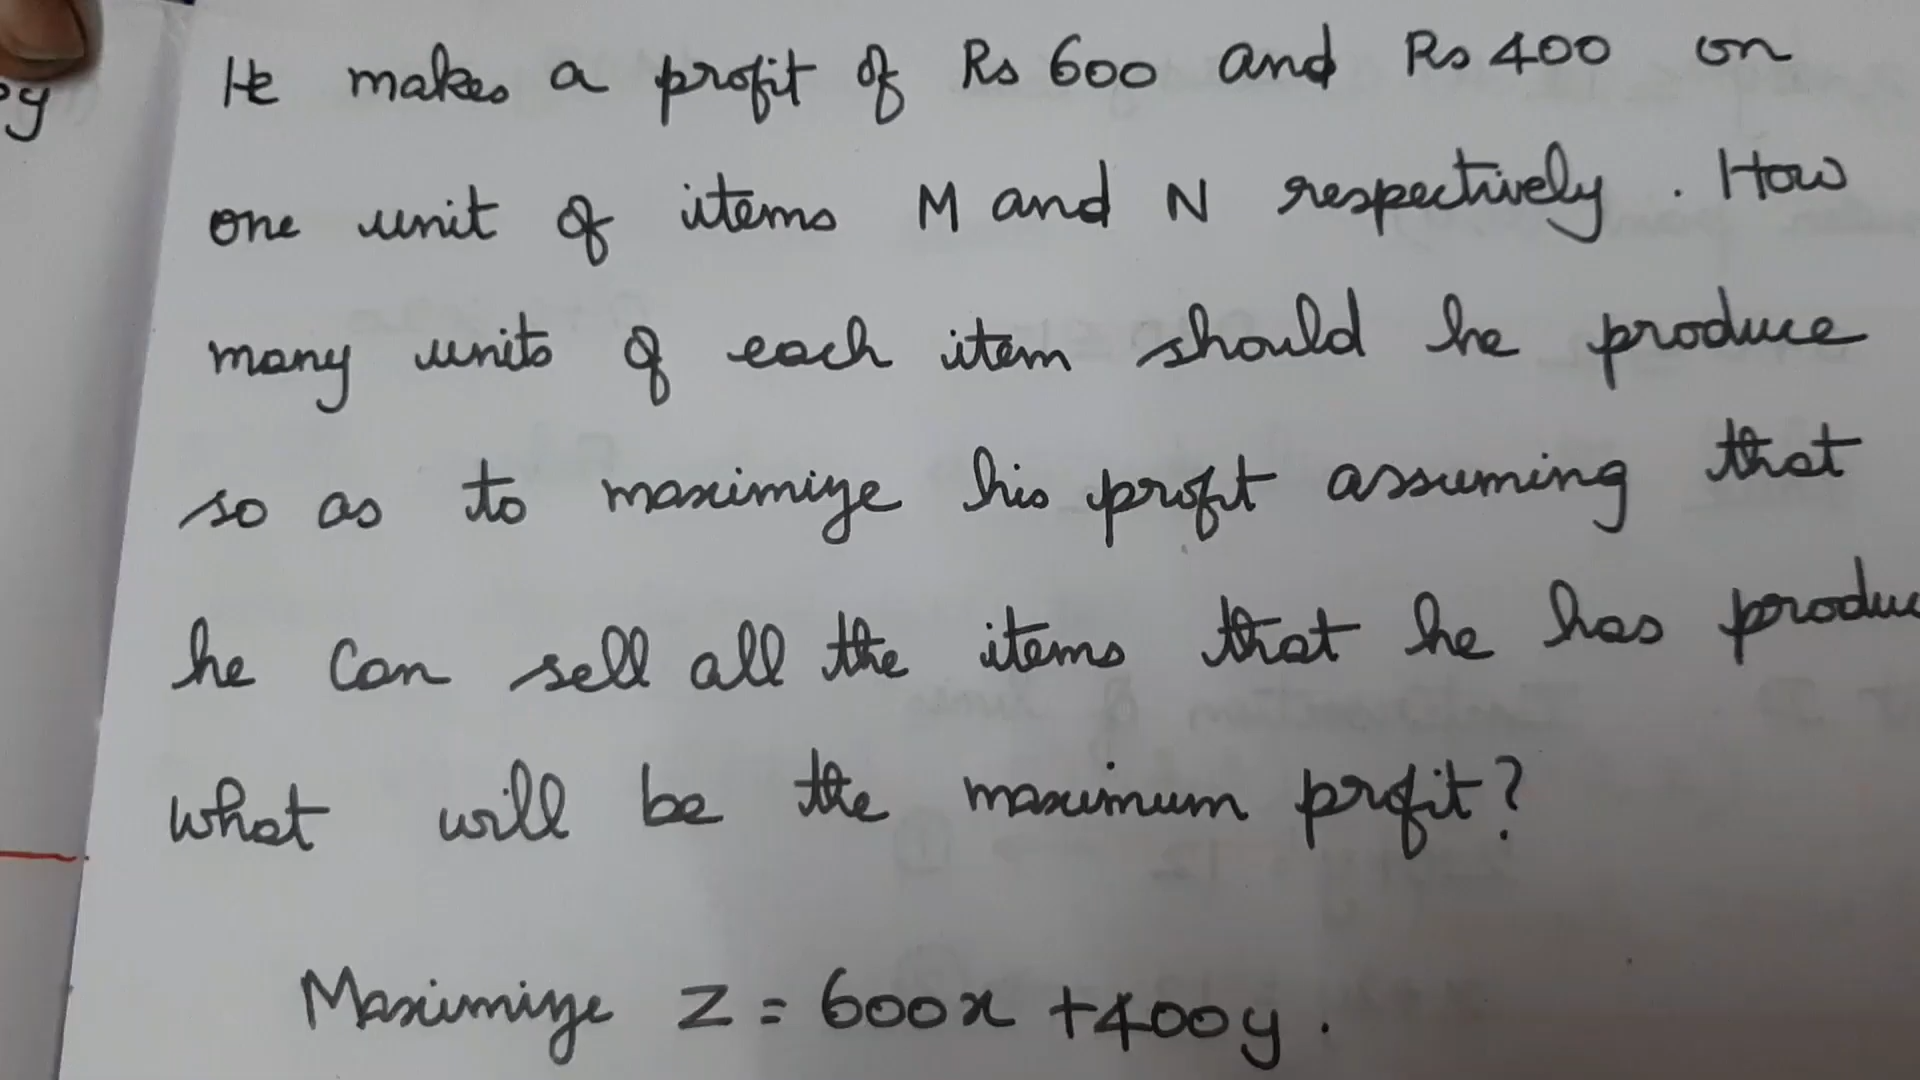 He makes a profit of Rs 600 and Rs 400 on
one unit of items M and N respectively. How
many units of each item should he produce
so as to maximize his profit assuming that
he can sell all the items that he has produc
what will be the maximum profit?
Maximize Z = 600x + 400y.